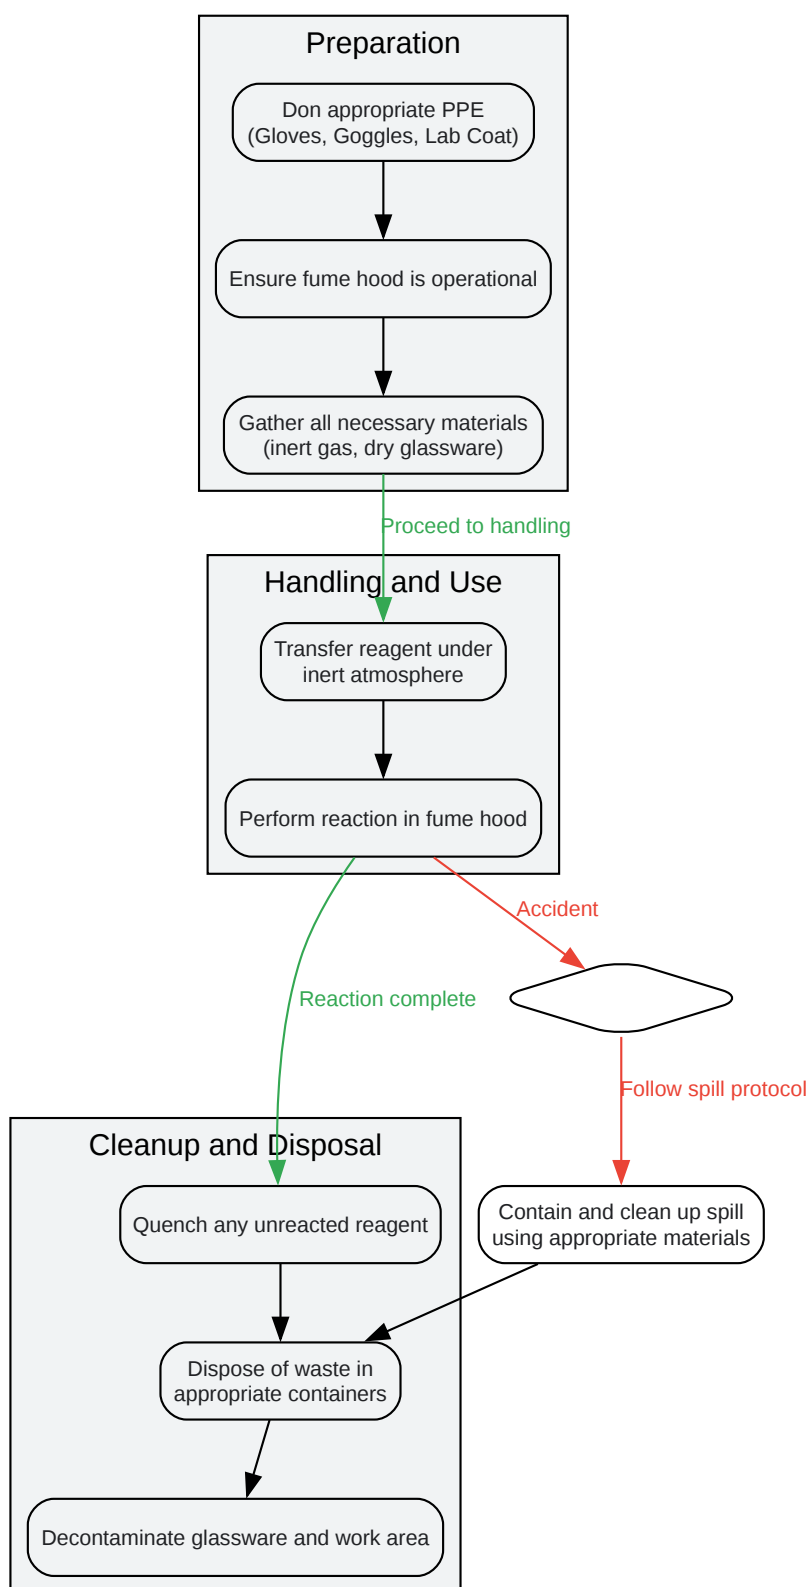 Preparation
Don appropriate PPE
(Gloves, Goggles, Lab Coat)
Ensure fume hood is operational
Gather all necessary materials
(inert gas, dry glassware)
Proceed to handling
Handling and Use
Transfer reagent under
inert atmosphere
Perform reaction in fume hood
Accident
Reaction complete
Follow spill protocol
Cleanup and Disposal
Quench any unreacted reagent
Contain and clean up spill
using appropriate materials
Dispose of waste in
appropriate containers
Decontaminate glassware and work area